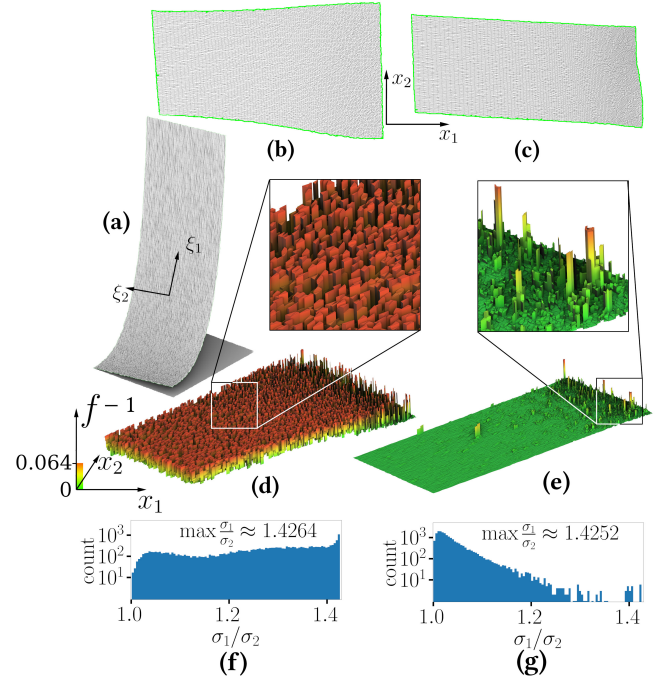 x₂
x₁
(b)
(c)
(a)
ξ₁
ξ₂
f − 1
0.064
x₂
0
x₁
(d)
(e)
10³
10²
10¹
count
max σ₁/σ₂ ≈ 1.4264
1.0
1.2
1.4
σ₁/σ₂
(f)
10³
10²
10¹
count
max σ₁/σ₂ ≈ 1.4252
1.0
1.2
1.4
σ₁/σ₂
(g)